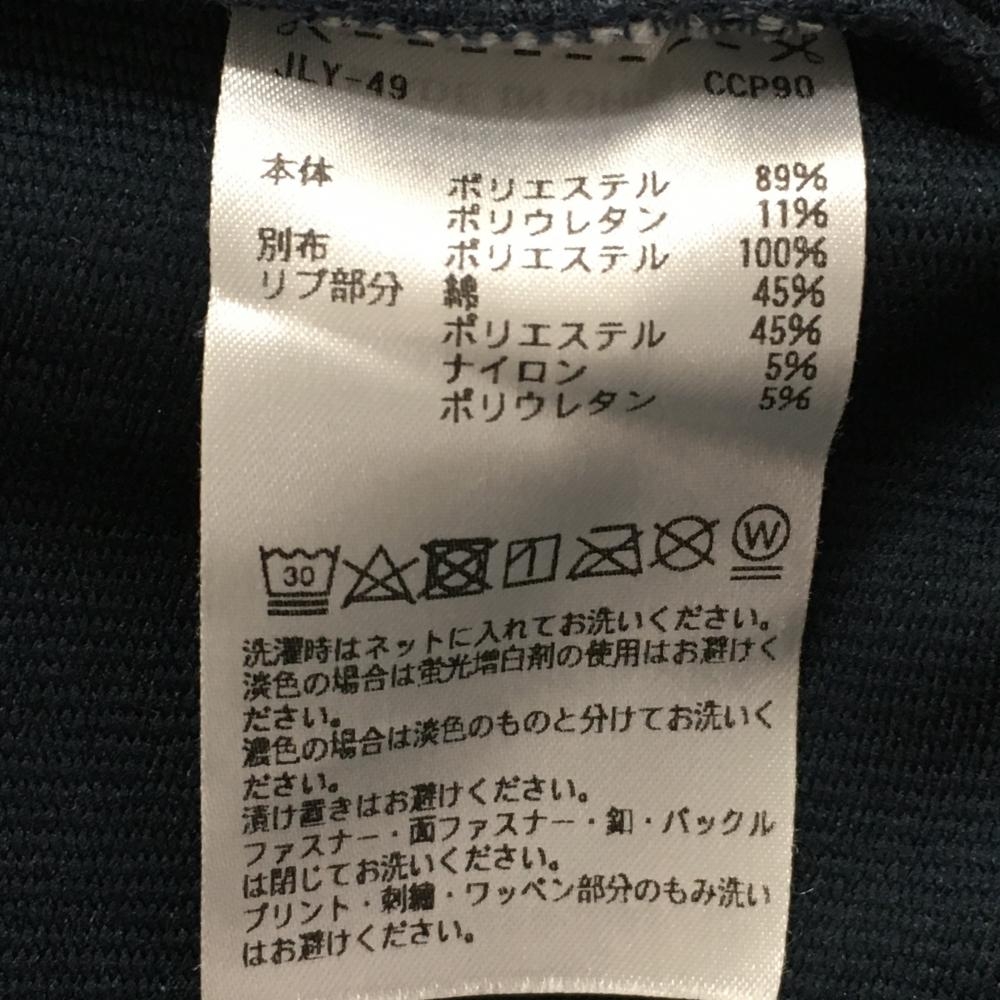 JLY-49 CCP90
本体 ポリエステル 89%
ポリウレタン 11%
別布 ポリエステル 100%
リブ部分 綿 45%
ポリエステル 45%
ナイロン 5%
ポリウレタン 5%
30 W
洗濯時はネットに入れてお洗いください。
淡色の場合は蛍光増白剤の使用はお避けく
ださい。
濃色の場合は淡色のものと分けてお洗いく
ださい。
漬け置きはお避けください。
ファスナー・面ファスナー・釦・バックル
は閉じてお洗いください。
プリント・刺繍・ワッペン部分のもみ洗い
はお避けください。